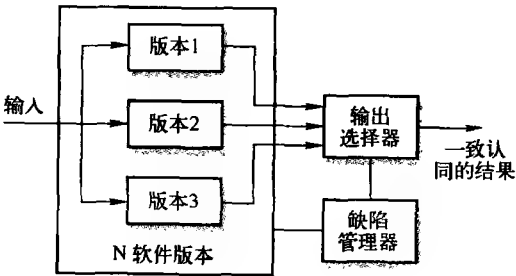 版本1
输入
版本2
输出
选择器
一致认
同的结果
版本3
缺陷
管理器
N 软件版本